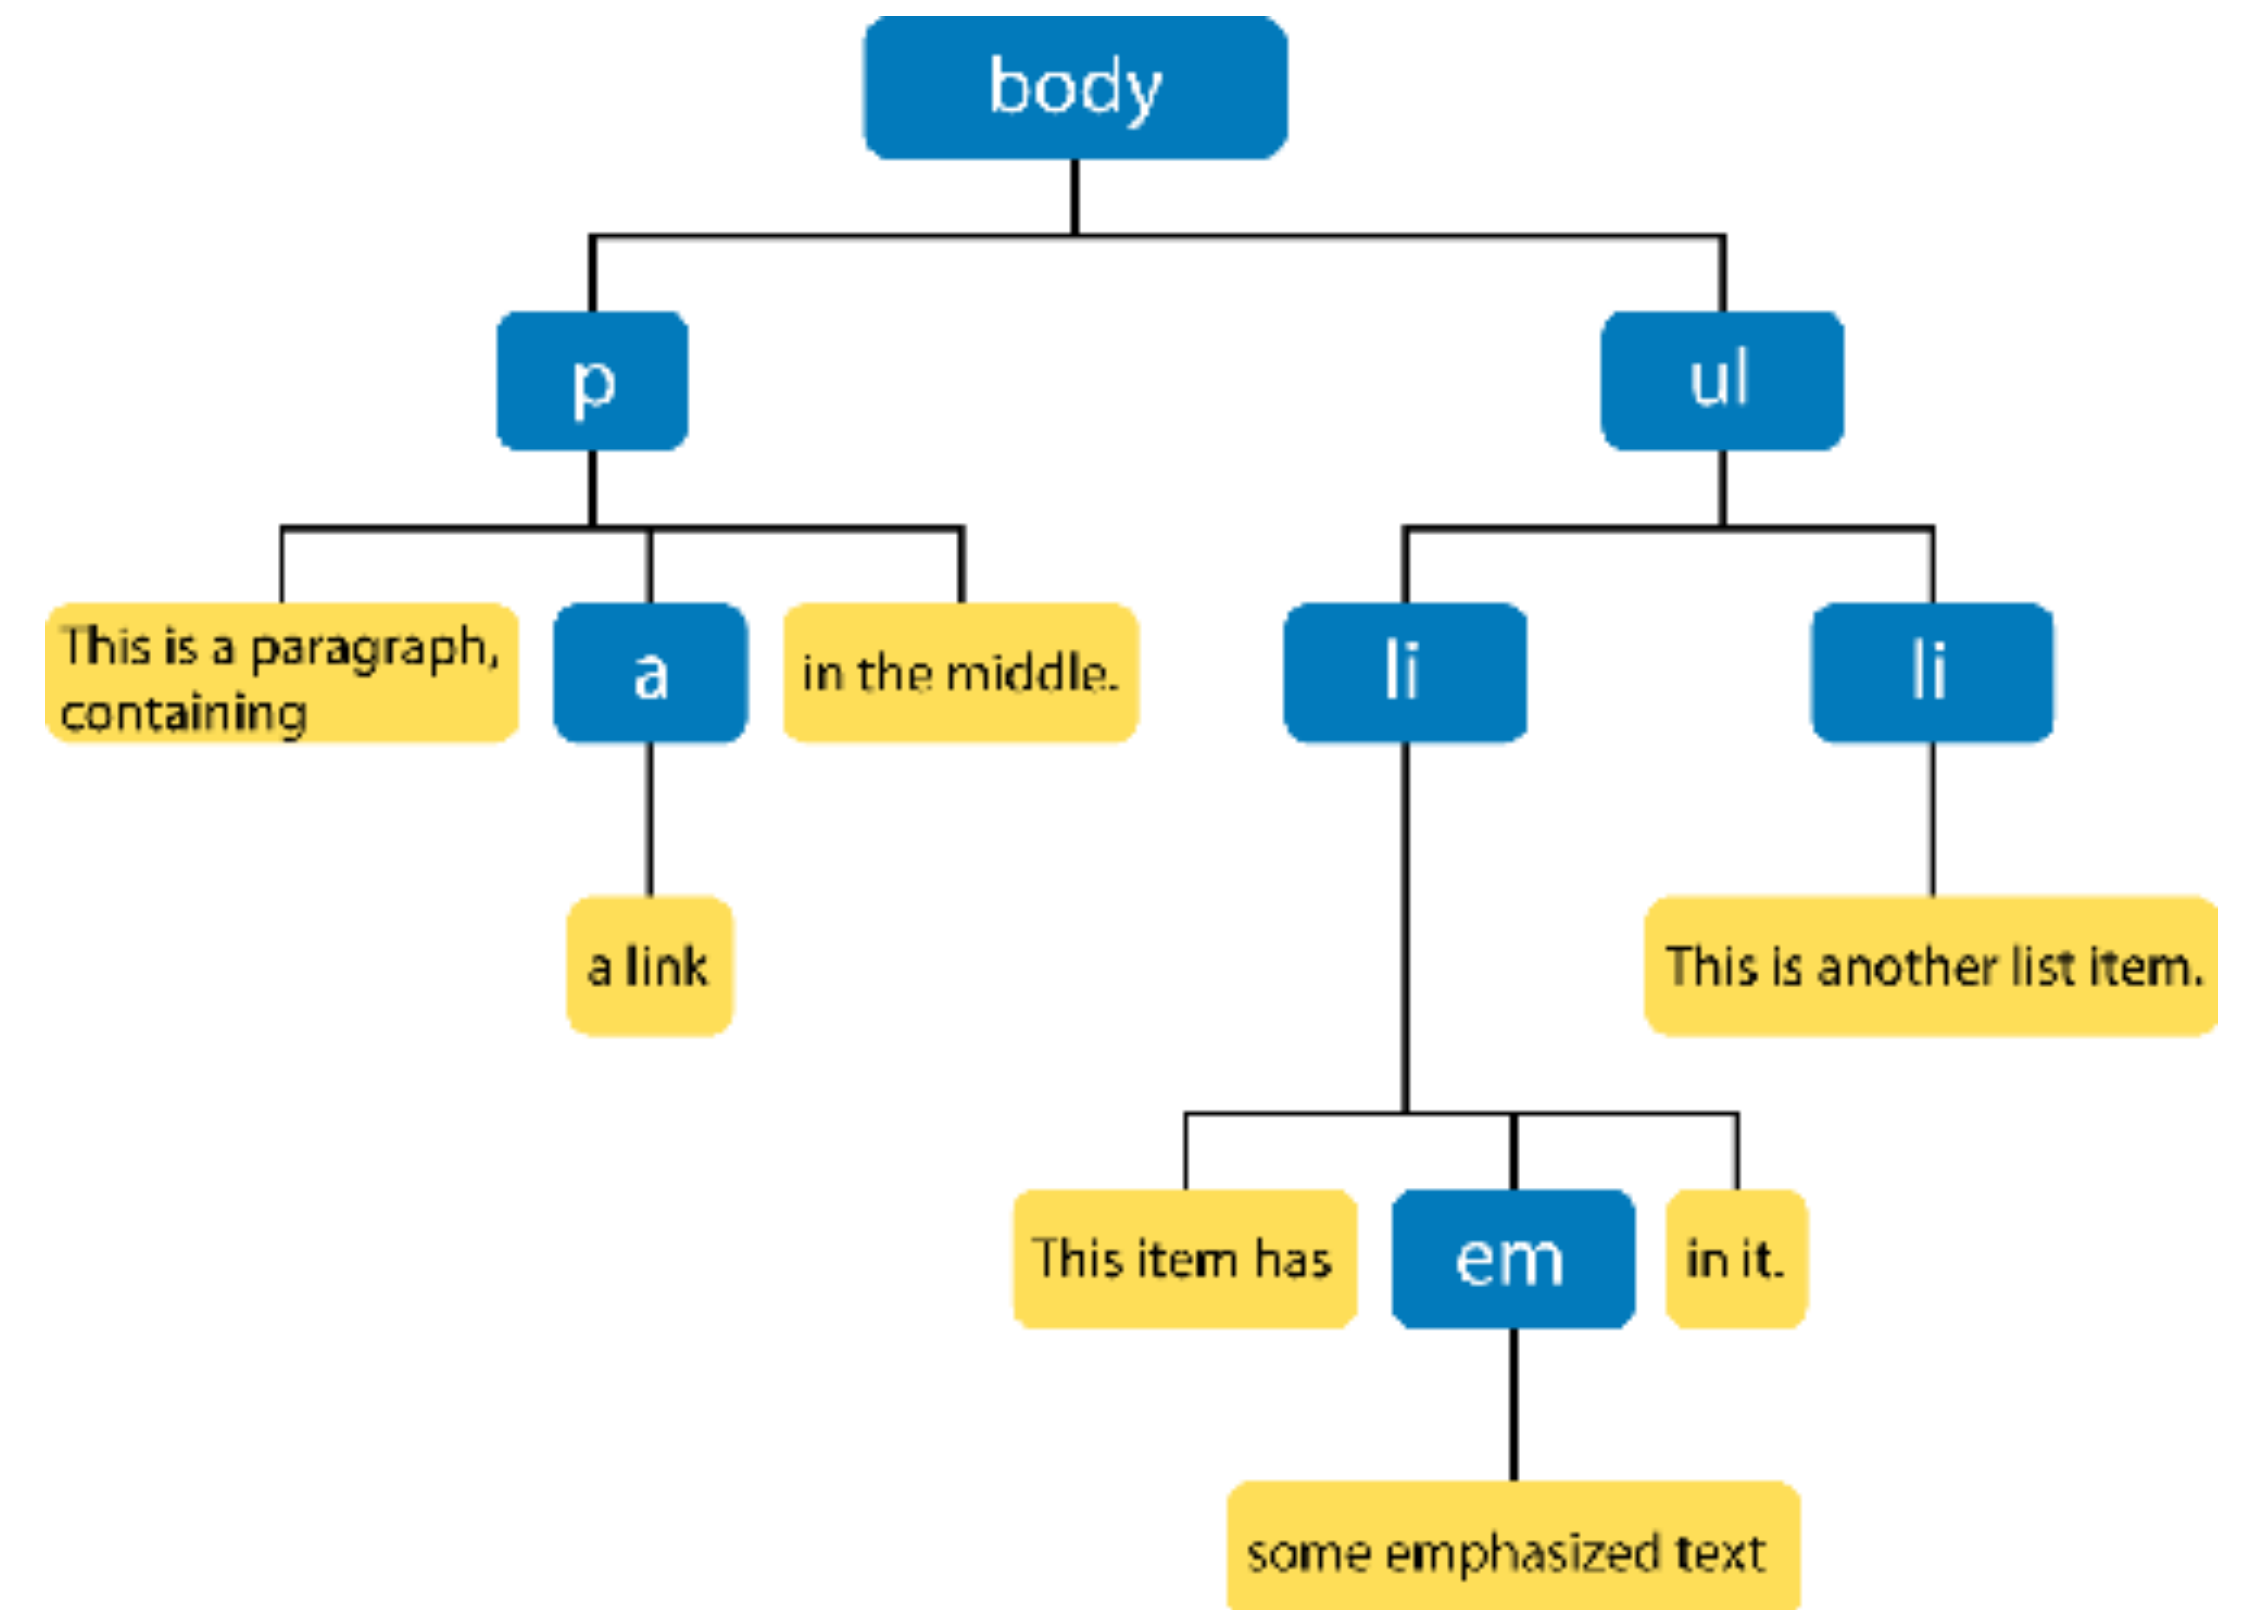 body
p
ul
This is a paragraph,
containing
a
in the middle.
li
li
a link
This is another list item.
This item has
em
in it.
some emphasized text